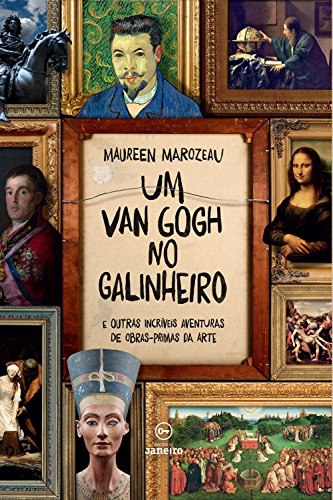 MAUREEN MAROZEAU
UM
VAN GOGH
NO
GALINHEIRO
E OUTRAS INCRÍVEIS AVENTURAS
DE OBRAS-PRIMAS DA ARTE
JANEIRO